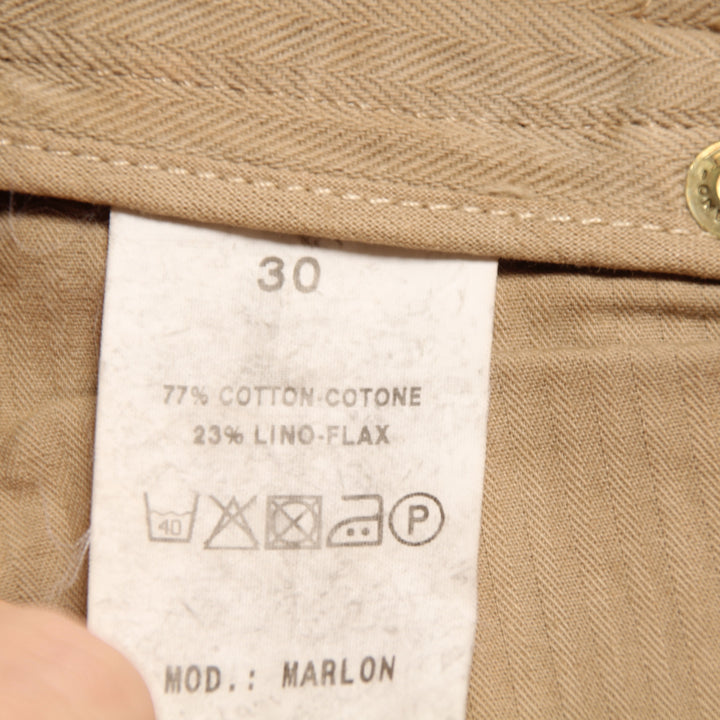 30
77% COTTON-COTONE
23% LINO-FLAX
40
P
MOD.: MARLON